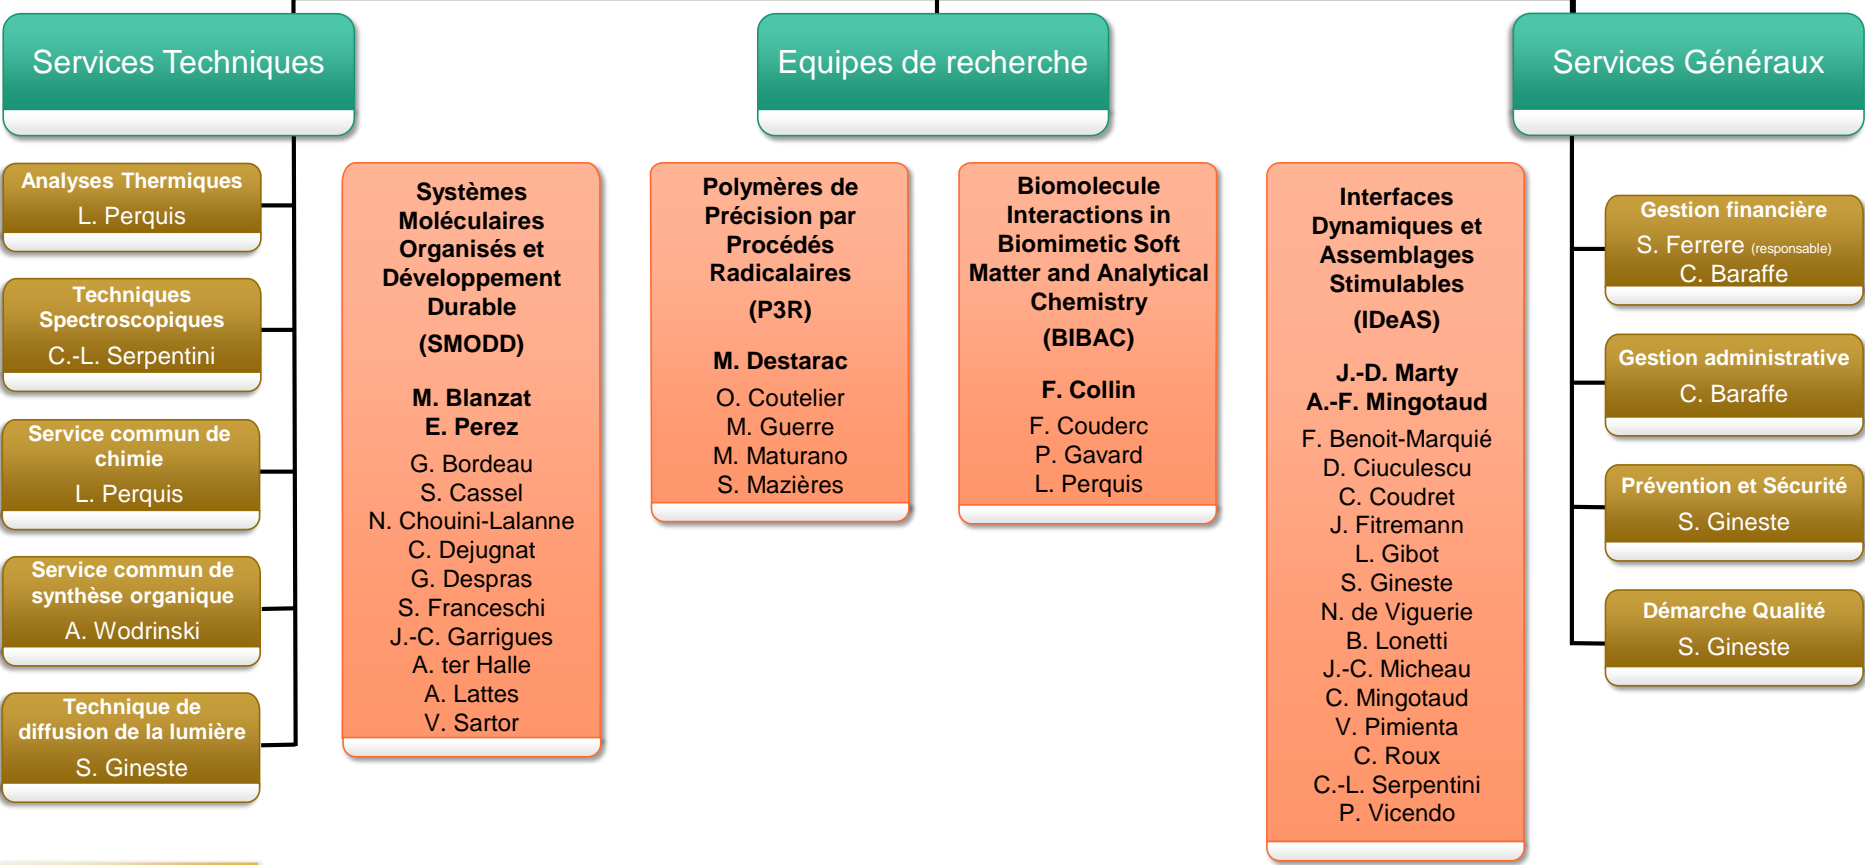 Services Techniques
Equipes de recherche
Services Généraux
Analyses Thermiques
L. Perquis
Techniques
Spectroscopiques
C.-L. Serpentini
Service commun de
chimie
L. Perquis
Service commun de
synthèse organique
A. Wodrinski
Technique de
diffusion de la lumière
S. Gineste
Systèmes
Moléculaires
Organisés et
Développement
Durable
(SMODD)
M. Blanzat
E. Perez
G. Bordeau
S. Cassel
N. Chouini-Lalanne
C. Dejugnat
G. Despras
S. Franceschi
J.-C. Garrigues
A. ter Halle
A. Lattes
V. Sartor
Polymères de
Précision par
Procédés
Radicalaires
(P3R)
M. Destarac
O. Coutelier
M. Guerre
M. Maturano
S. Mazières
Biomolecule
Interactions in
Biomimetic Soft
Matter and Analytical
Chemistry
(BIBAC)
F. Collin
F. Couderc
P. Gavard
L. Perquis
Interfaces
Dynamiques et
Assemblages
Stimulables
(IDeAS)
J.-D. Marty
A.-F. Mingotaud
F. Benoit-Marquié
D. Ciuculescu
C. Coudret
J. Fitremann
L. Gibot
S. Gineste
N. de Viguerie
B. Lonetti
J.-C. Micheau
C. Mingotaud
V. Pimienta
C. Roux
C.-L. Serpentini
P. Vicendo
Gestion financière
S. Ferrere (responsable)
C. Baraffe
Gestion administrative
C. Baraffe
Prévention et Sécurité
S. Gineste
Démarche Qualité
S. Gineste